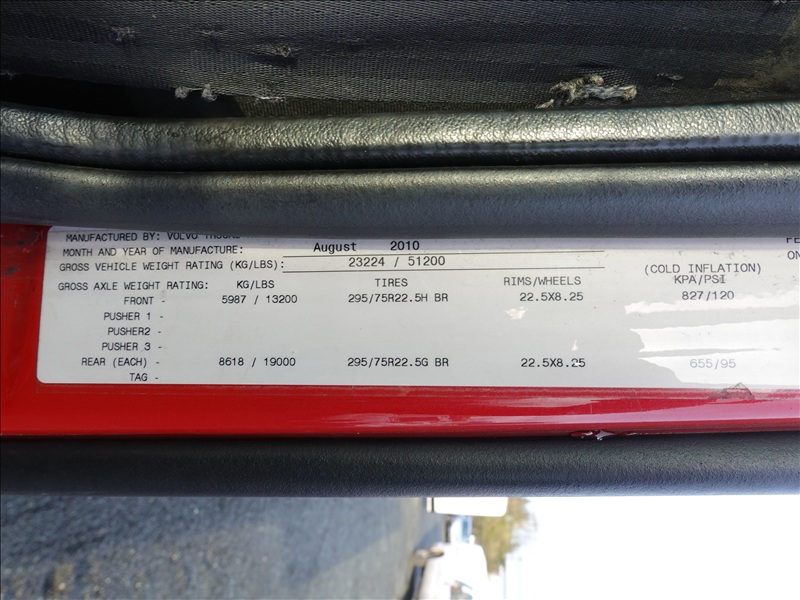 MANUFACTURED BY: VOLVO TRUCKS
MONTH AND YEAR OF MANUFACTURE: August 2010
GROSS VEHICLE WEIGHT RATING (KG/LBS): 23224 / 51200
(COLD INFLATION)
GROSS AXLE WEIGHT RATING: KG/LBS TIRES RIMS/WHEELS KPA/PSI
FRONT - 5987 / 13200 295/75R22.5H BR 22.5X8.25 827/120
PUSHER 1 -
PUSHER2 -
PUSHER 3 -
REAR (EACH) - 8618 / 19000 295/75R22.5G BR 22.5X8.25 655/95
TAG -